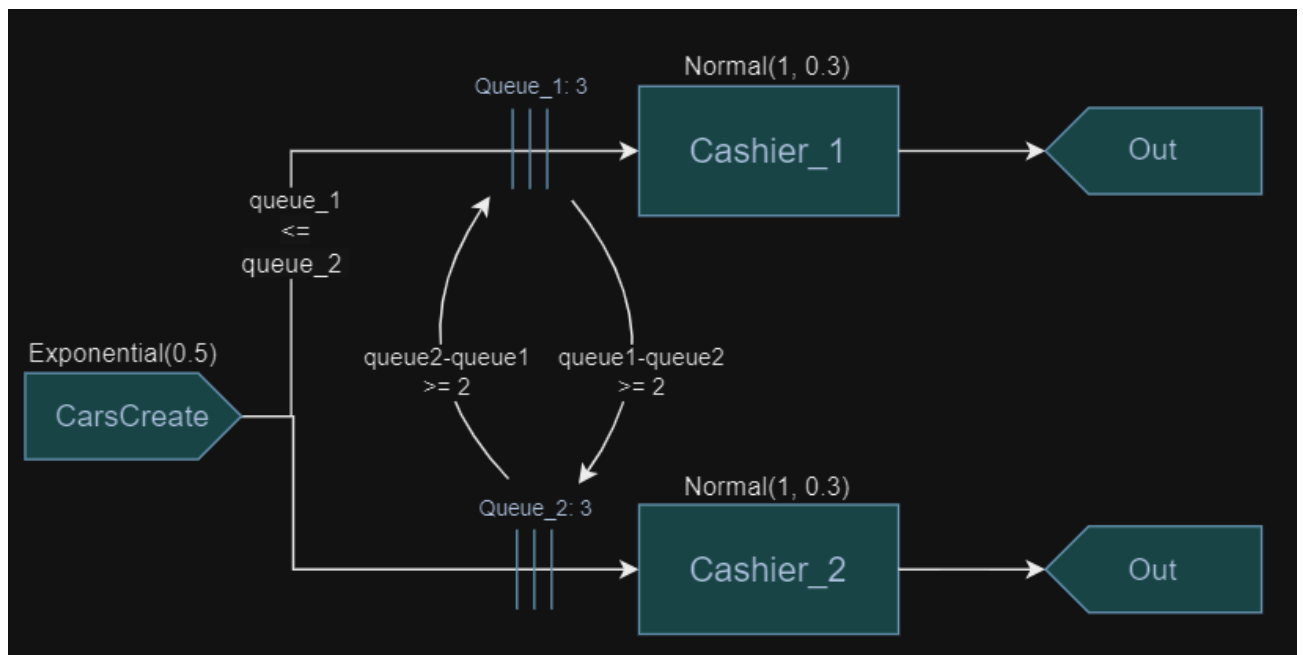 Normal(1, 0.3)
Queue_1: 3
Cashier_1
Out
queue_1
<=
queue_2
Exponential(0.5)
CarsCreate
queue2-queue1
>= 2
queue1-queue2
>= 2
Normal(1, 0.3)
Queue_2: 3
Cashier_2
Out